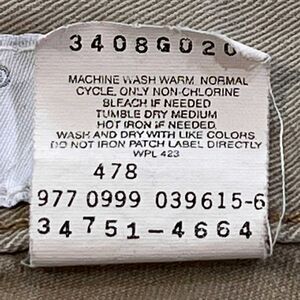 3408G020
MACHINE WASH WARM, NORMAL
CYCLE, ONLY NON-CHLORINE
BLEACH IF NEEDED
TUMBLE DRY MEDIUM
HOT IRON IF NEEDED
WASH AND DRY WITH LIKE COLORS
DO NOT IRON PATCH LABEL DIRECTLY
WPL 423
478
977 0999 039615-6
34751-4664